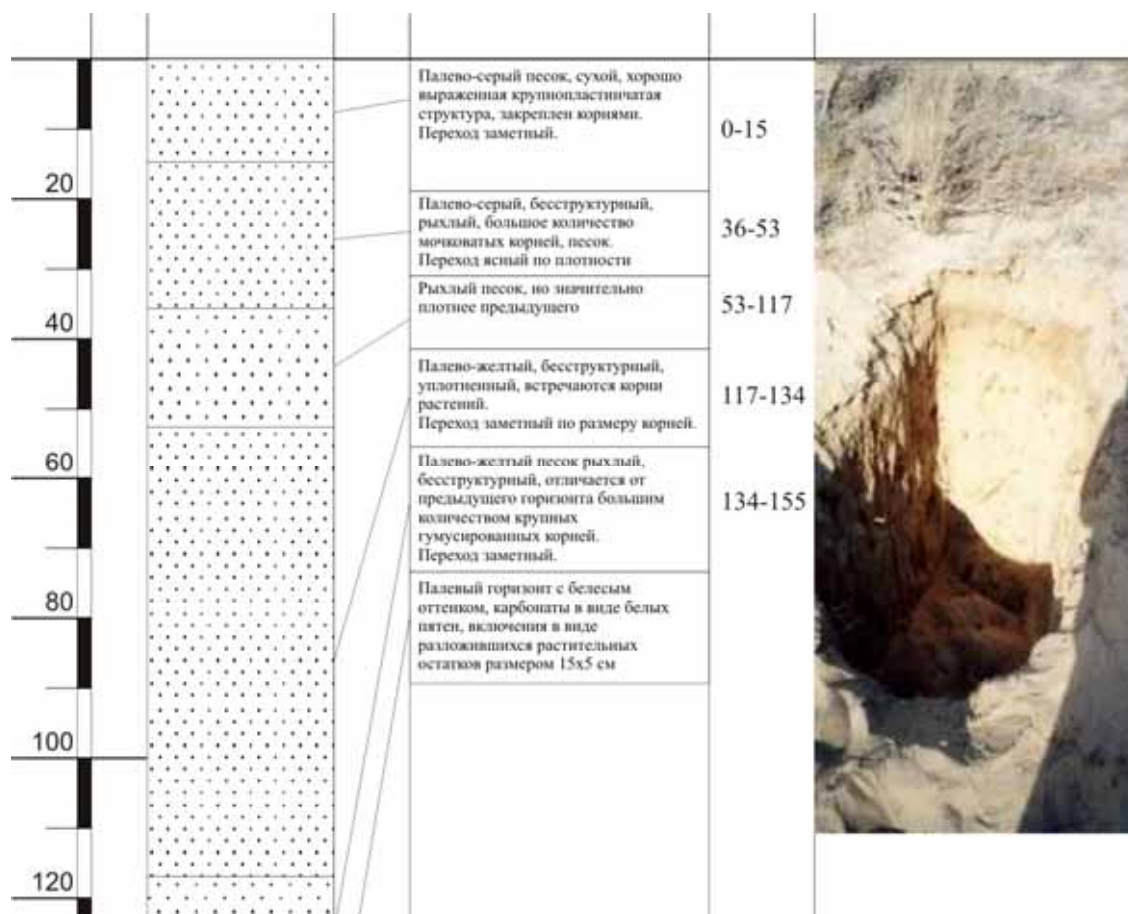 Палево-серый песок, сухой, хорошо
выраженная крупнопластинчатая
структура, закреплен корнями.
Переход заметный.
0-15
20
Палево-серый, бесструктурный,
рыхлый, большое количество
мочковатых корней, песок.
Переход ясный по плотности
36-53
Рыхлый песок, но значительно
плотнее предыдущего
53-117
40
Палево-желтый, бесструктурный,
уплотненный, встречаются корни
растений.
Переход заметный по размеру корней.
117-134
60
Палево-желтый песок рыхлый,
бесструктурный, отличается от
предыдущего горизонта большим
количеством крупных
гумусированных корней.
Переход заметный.
134-155
80
Палевый горизонт с белесым
оттенком, карбонаты в виде белых
пятен, включения в виде
разложившихся растительных
остатков размером 15х5 см
100
120